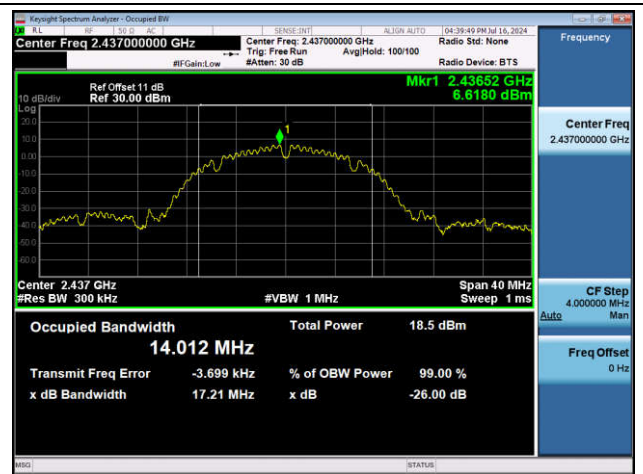 Keysight Spectrum Analyzer - Occupied BW
RL RF 50 Ω AC SENSE:INT ALIGN AUTO 04:39:49 PM Jul 16, 2024
Center Freq 2.437000000 GHz
Center Freq: 2.437000000 GHz
Radio Std: None
Trig: Free Run Avg|Hold: 100/100
#IFGain:Low #Atten: 30 dB Radio Device: BTS
Frequency
Mkr1 2.43652 GHz
6.6180 dBm
Ref Offset 11 dB
10 dB/div Ref 30.00 dBm
Log
20.0
10.0
0.00
-10.0
-20.0
-30.0
-40.0
-50.0
-60.0
1
Center Freq
2.437000000 GHz
Center 2.437 GHz Span 40 MHz
#Res BW 300 kHz #VBW 1 MHz Sweep 1 ms
CF Step
4.000000 MHz
Auto Man
Occupied Bandwidth Total Power 18.5 dBm
14.012 MHz
Transmit Freq Error -3.699 kHz % of OBW Power 99.00 %
x dB Bandwidth 17.21 MHz x dB -26.00 dB
Freq Offset
0 Hz
MSG STATUS